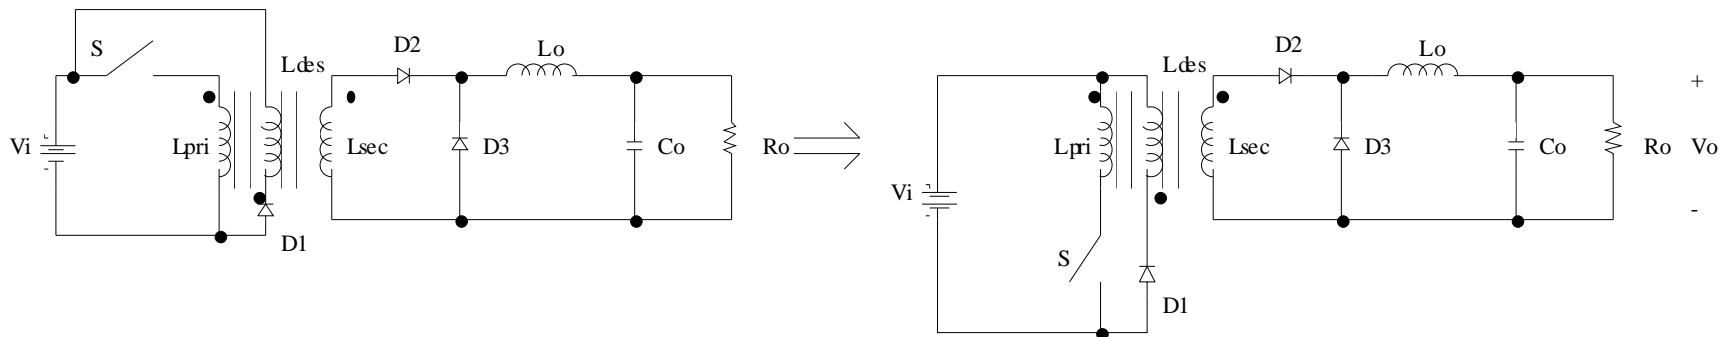 S
D2
Lo
Ldes
Vi
Lpri
Lsec
D3
Co
Ro
D1
D2
Lo
Ldes
+
Lpri
Lsec
D3
Co
Ro
Vo
Vi
-
S
D1